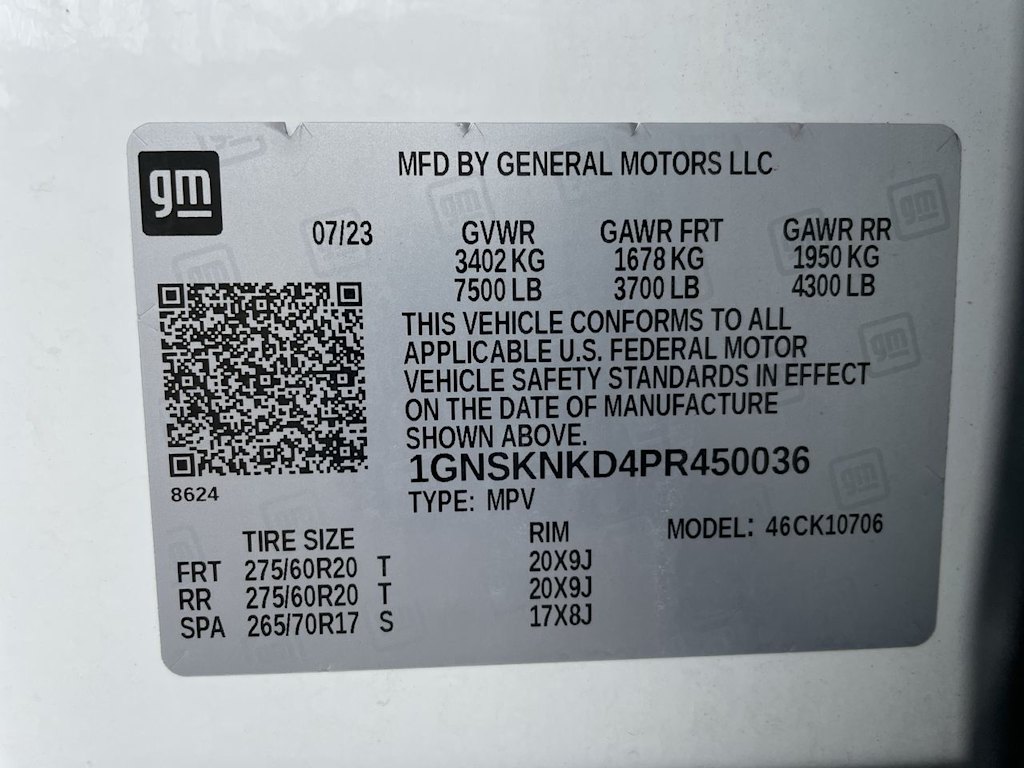 gm
MFD BY GENERAL MOTORS LLC
07/23 GVWR GAWR FRT GAWR RR
3402 KG 1678 KG 1950 KG
7500 LB 3700 LB 4300 LB
THIS VEHICLE CONFORMS TO ALL
APPLICABLE U.S. FEDERAL MOTOR
VEHICLE SAFETY STANDARDS IN EFFECT
ON THE DATE OF MANUFACTURE
SHOWN ABOVE.
1GNSKNKD4PR450036
8624
TYPE: MPV
TIRE SIZE RIM MODEL: 46CK10706
FRT 275/60R20 T 20X9J
RR 275/60R20 T 20X9J
SPA 265/70R17 S 17X8J